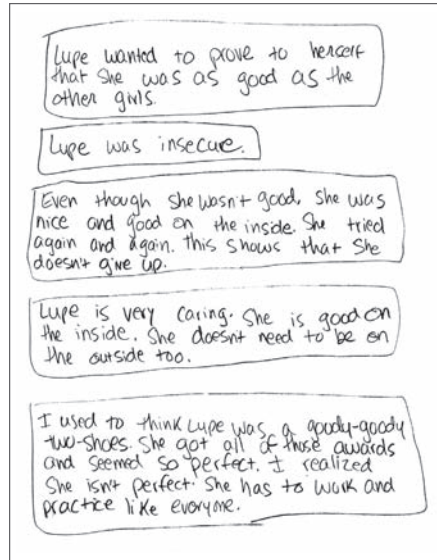 Lupe wanted to prove to herself
that she was as good as the
other girls.
Lupe was insecure.
Even though she wasn't good, she was
nice and good on the inside. She tried
again and again. This shows that she
doesn't give up.
Lupe is very caring. She is good on
the inside. She doesnt need to be on
the outside too.
I used to think Lupe was a goody-goody
two-shoes. She got all of those awards
and seemed so perfect. I realized
She isn't perfect. She has to work and
practice like everyone.